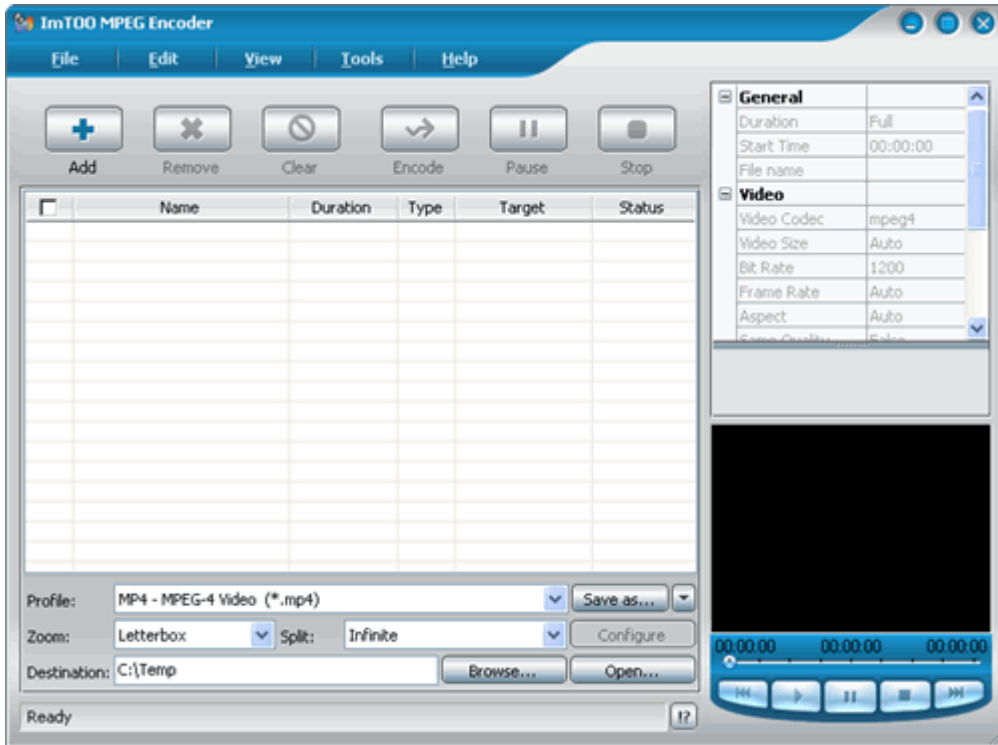 ImTOO MPEG Encoder
File Edit View Tools Help
Add Remove Clear Encode Pause Stop
Name Duration Type Target Status
General
Duration Full
Start Time 00:00:00
File name
Video
Video Codec mpeg4
Video Size Auto
Bit Rate 1200
Frame Rate Auto
Aspect Auto
Same Quality False
Profile: MP4 - MPEG-4 Video (*.mp4) Save as...
Zoom: Letterbox Split: Infinite Configure
Destination: C:\Temp Browse... Open...
00:00:00 00:00:00 00:00:00
Ready !?